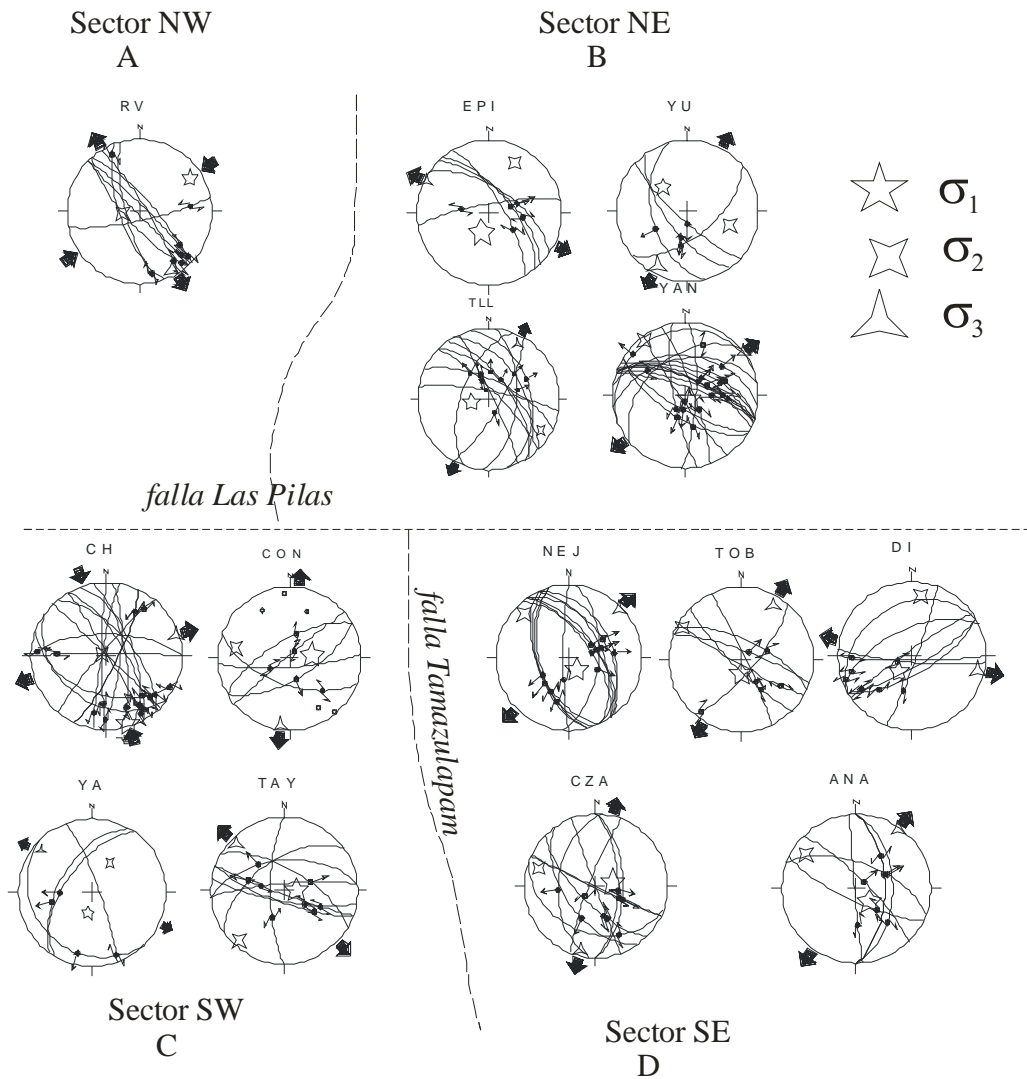 Sector NW
A
Sector NE
B
RV
N
EPI
N
YU
N
TLL
N
YAN
N
σ1
σ2
σ3
falla Las Pilas
CH
N
CON
N
YA
N
TAY
N
Sector SW
C
falla Tamazulapam
NEJ
N
TOB
N
DI
N
CZA
N
ANA
N
Sector SE
D